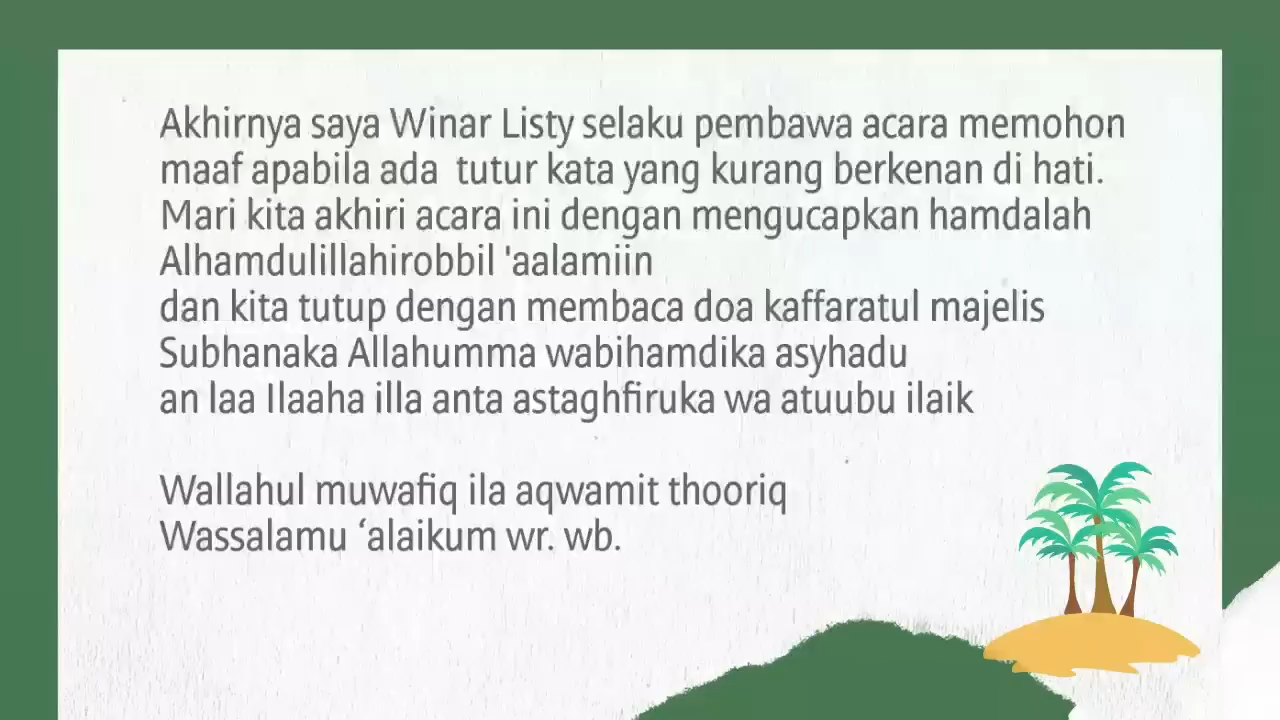 Akhirnya saya Winar Listy selaku pembawa acara memohon
maaf apabila ada  tutur kata yang kurang berkenan di hati.
Mari kita akhiri acara ini dengan mengucapkan hamdalah
Alhamdulillahirobbil 'aalamiin
dan kita tutup dengan membaca doa kaffaratul majelis
Subhanaka Allahumma wabihamdika asyhadu
an laa Ilaaha illa anta astaghfiruka wa atuubu ilaik
Wallahul muwafiq ila aqwamit thooriq
Wassalamu ‘alaikum wr. wb.